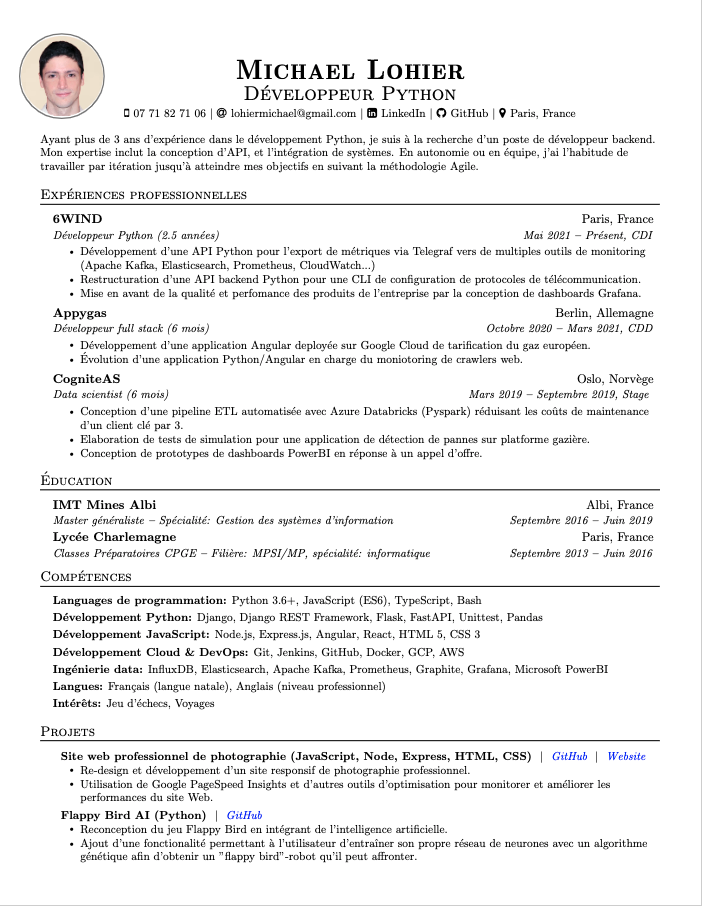 Michael Lohier
Développeur Python
07 71 82 71 06 | lohiermichael@gmail.com | LinkedIn | GitHub | Paris, France
Ayant plus de 3 ans d'expérience dans le développement Python, je suis à la recherche d'un poste de développeur backend.
Mon expertise inclut la conception d'API, et l'intégration de systèmes. En autonomie ou en équipe, j'ai l'habitude de
travailler par itération jusqu'à atteindre mes objectifs en suivant la méthodologie Agile.
Expériences professionnelles
6WIND Paris, France
Développeur Python (2.5 années) Mai 2021 – Présent, CDI
• Développement d'une API Python pour l'export de métriques via Telegraf vers de multiples outils de monitoring
(Apache Kafka, Elasticsearch, Prometheus, CloudWatch...)
• Restructuration d'une API backend Python pour une CLI de configuration de protocoles de télécommunication.
• Mise en avant de la qualité et perfomance des produits de l'entreprise par la conception de dashboards Grafana.
Appygas Berlin, Allemagne
Développeur full stack (6 mois) Octobre 2020 – Mars 2021, CDD
• Développement d'une application Angular deployée sur Google Cloud de tarification du gaz européen.
• Évolution d'une application Python/Angular en charge du moniotoring de crawlers web.
CogniteAS Oslo, Norvège
Data scientist (6 mois) Mars 2019 – Septembre 2019, Stage
• Conception d'une pipeline ETL automatisée avec Azure Databricks (Pyspark) réduisant les coûts de maintenance
d'un client clé par 3.
• Elaboration de tests de simulation pour une application de détection de pannes sur platforme gazière.
• Conception de prototypes de dashboards PowerBI en réponse à un appel d'offre.
Éducation
IMT Mines Albi Albi, France
Master généraliste – Spécialité: Gestion des systèmes d'information Septembre 2016 – Juin 2019
Lycée Charlemagne Paris, France
Classes Préparatoires CPGE – Filière: MPSI/MP, spécialité: informatique Septembre 2013 – Juin 2016
Compétences
Languages de programmation: Python 3.6+, JavaScript (ES6), TypeScript, Bash
Développement Python: Django, Django REST Framework, Flask, FastAPI, Unittest, Pandas
Développement JavaScript: Node.js, Express.js, Angular, React, HTML 5, CSS 3
Développement Cloud & DevOps: Git, Jenkins, GitHub, Docker, GCP, AWS
Ingénierie data: InfluxDB, Elasticsearch, Apache Kafka, Prometheus, Graphite, Grafana, Microsoft PowerBI
Langues: Français (langue natale), Anglais (niveau professionnel)
Intérêts: Jeu d'échecs, Voyages
Projets
Site web professionnel de photographie (JavaScript, Node, Express, HTML, CSS) | GitHub | Website
• Re-design et développement d'un site responsif de photographie professionnel.
• Utilisation de Google PageSpeed Insights et d'autres outils d'optimisation pour monitorer et améliorer les
performances du site Web.
Flappy Bird AI (Python) | GitHub
• Reconception du jeu Flappy Bird en intégrant de l'intelligence artificielle.
• Ajout d'une fonctionalité permettant à l'utilisateur d'entraîner son propre réseau de neurones avec un algorithme
génétique afin d'obtenir un "flappy bird"-robot qu'il peut affronter.